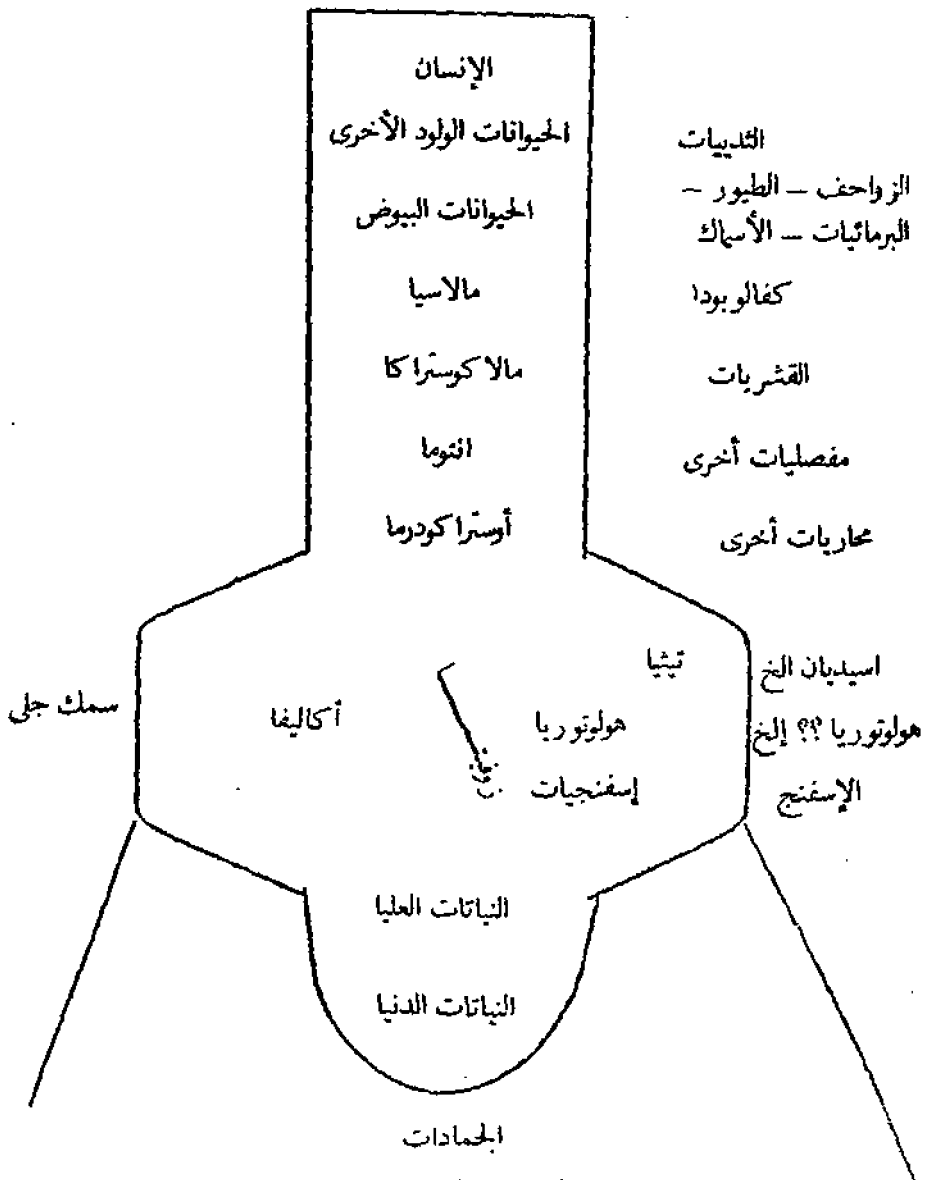 الإنسان
الحيوانات الولود الأخرى
الثدييات
الزواحف – الطيور –
الحيوانات البيوض
البرمائيات – الأسماك
مالاسيا
كفالوبودا
مالاكوستراكا
القشريات
انتوما
مفصليات أخرى
أوستراكودرما
محاريات أخرى
تيثيا
اسيديان الخ
سمك جلى
أكاليفا
هولوتوريا
هولوتوريا ؟؟ إلخ
إسفنجيات
الإسفنج
النباتات العليا
النباتات الدنيا
الجمادات